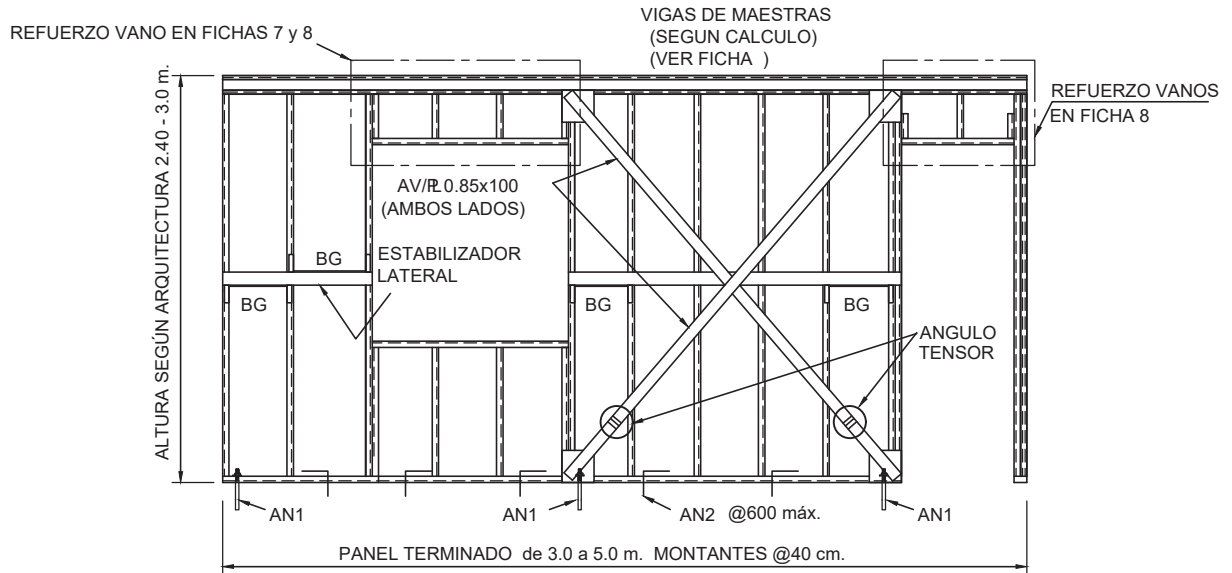 VIGAS DE MAESTRAS
(SEGUN CALCULO)
(VER FICHA )
REFUERZO VANO EN FICHAS 7 y 8
REFUERZO VANOS
EN FICHA 8
ALTURA SEGÚN ARQUITECTURA 2.40 - 3.0 m.
AV/PL 0.85x100
(AMBOS LADOS)
BG
ESTABILIZADOR
LATERAL
BG
BG
BG
ANGULO
TENSOR
AN1
AN1
AN2 @600 máx.
AN1
PANEL TERMINADO de 3.0 a 5.0 m. MONTANTES @40 cm.